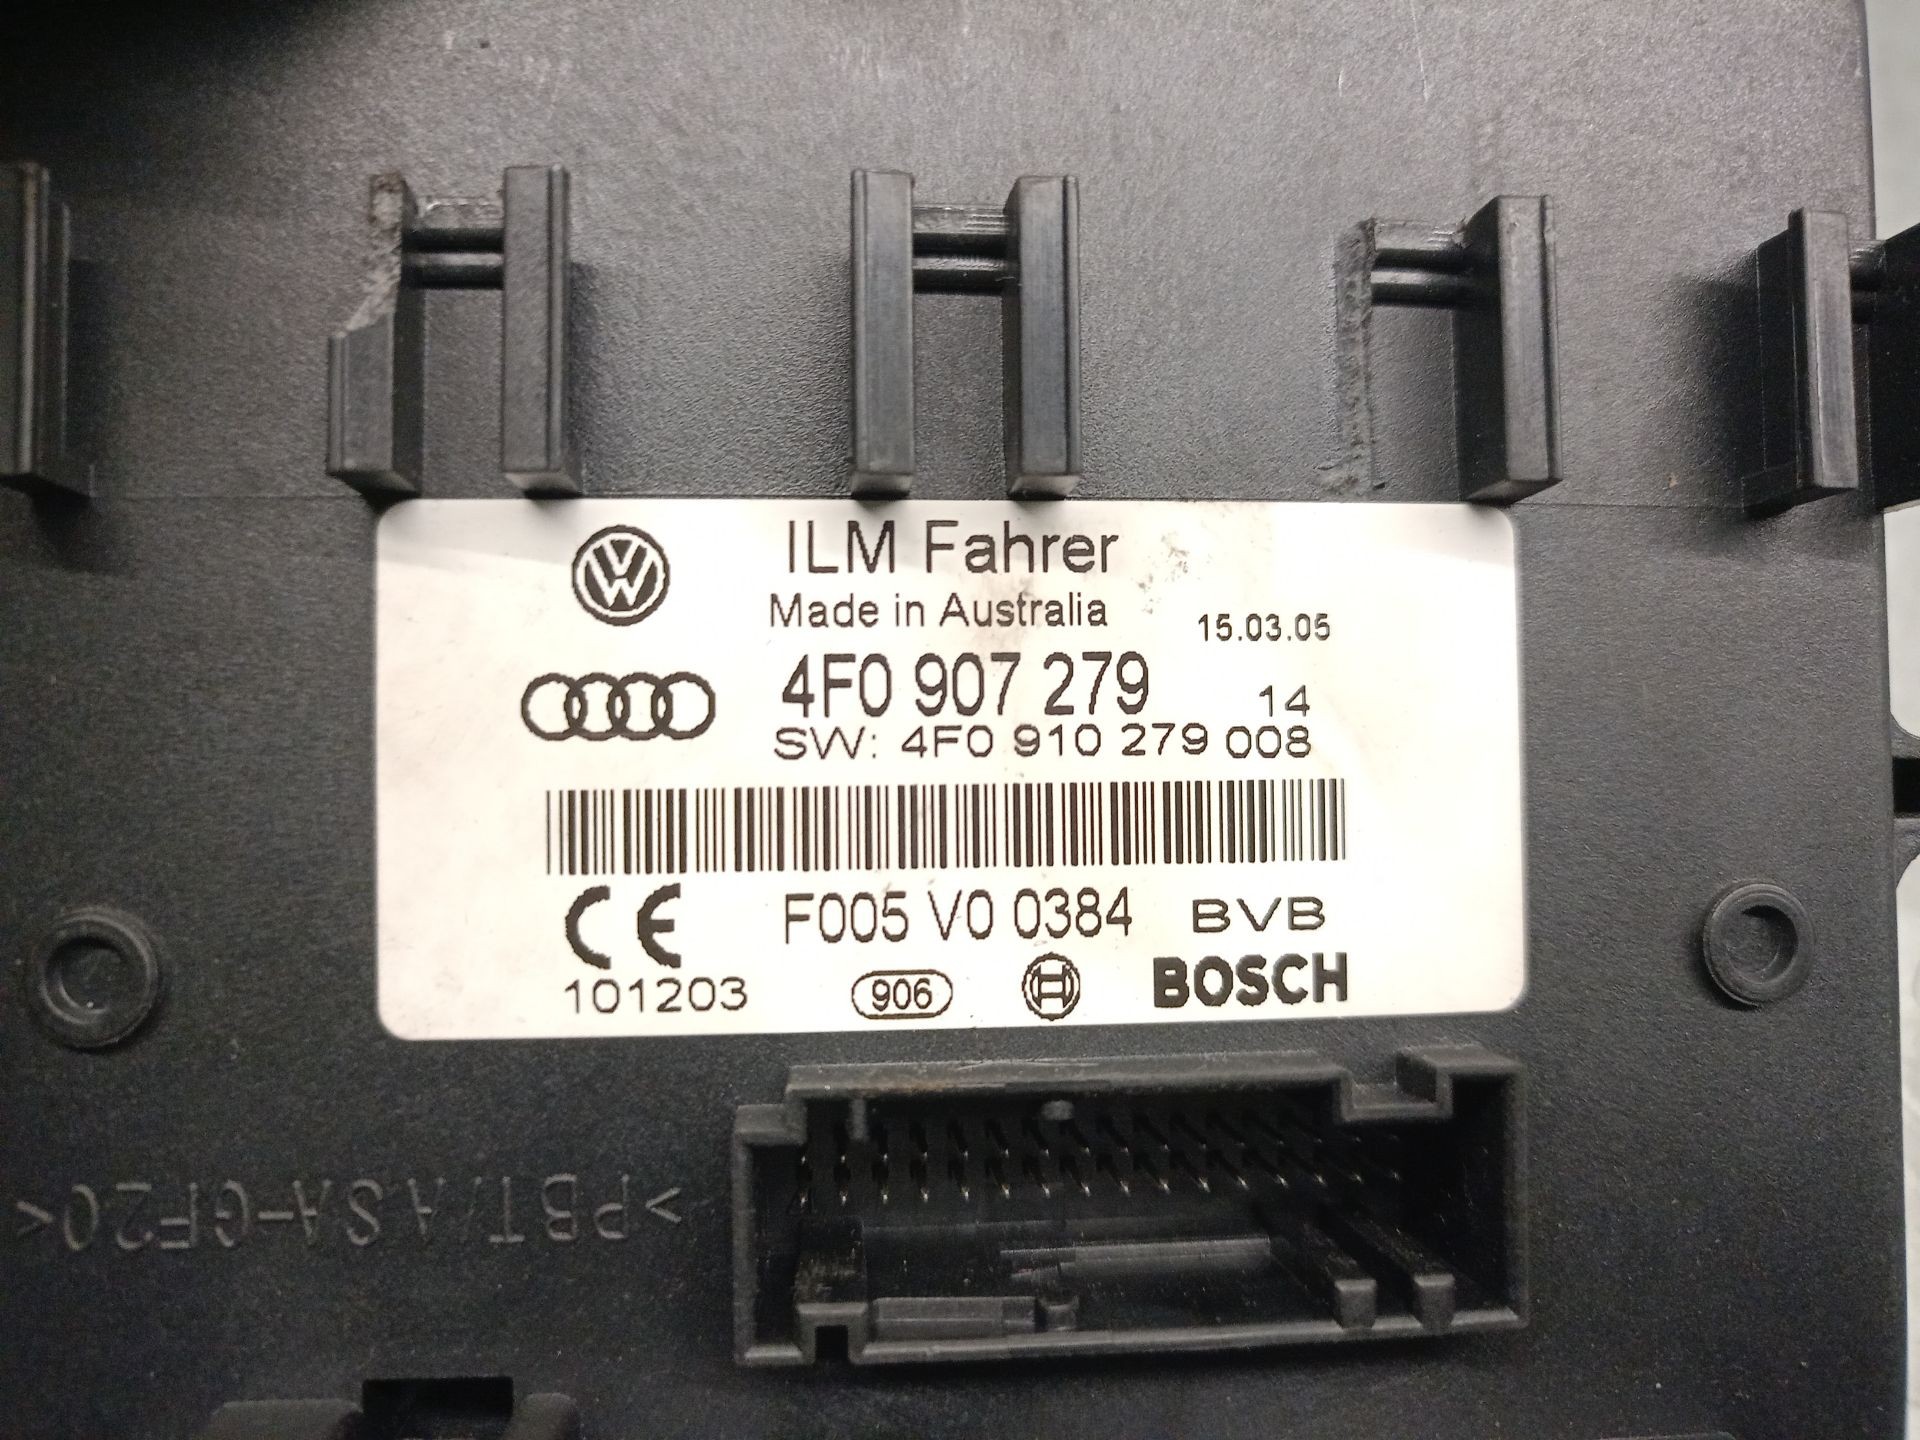 ILM Fahrer
Made in Australia
15.03.05
4F0 907 279 14
SW: 4F0 910 279 008
CE F005 V0 0384 BVB
101203 906 BOSCH
>PBT/ASA-GF20<